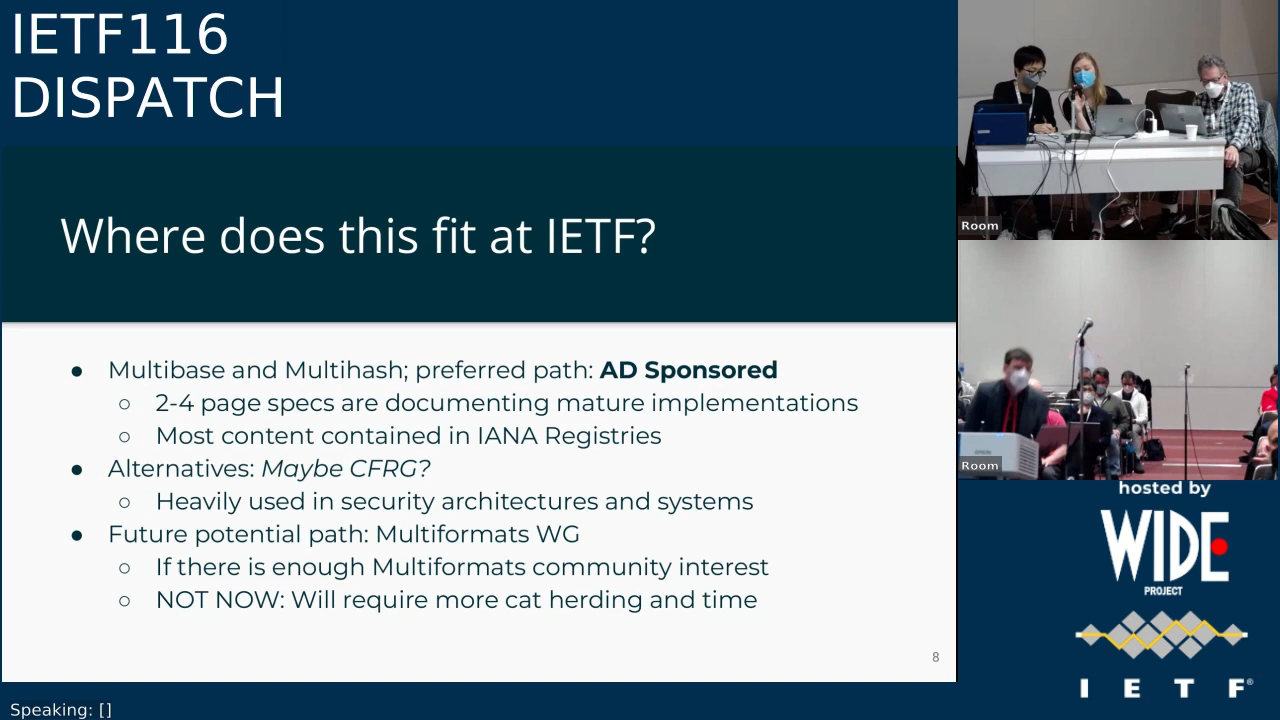 IETF116
DISPATCH
Where does this fit at IETF?
● Multibase and Multihash; preferred path: AD Sponsored
○ 2-4 page specs are documenting mature implementations
○ Most content contained in IANA Registries
● Alternatives: Maybe CFRG?
○ Heavily used in security architectures and systems
● Future potential path: Multiformats WG
○ If there is enough Multiformats community interest
○ NOT NOW: Will require more cat herding and time
8
Speaking: []
Room
Room
hosted by
WIDE
PROJECT
I E T F®